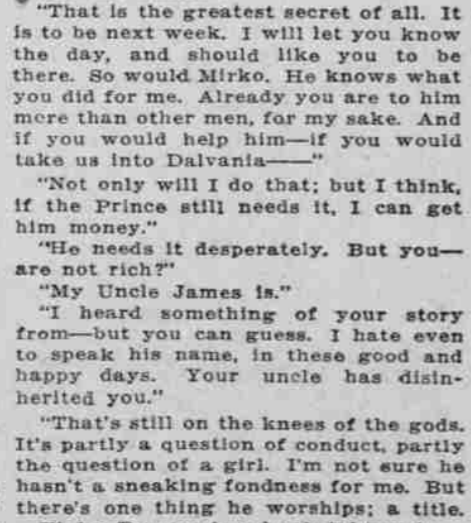 "That is the greatest secret of all. It
is to be next week. I will let you know
the day, and should like you to be
there. So would Mirko. He knows what
you did for me. Already you are to him
more than other men, for my sake. And
if you would help him—if you would
take us into Dalvania——"
"Not only will I do that; but I think,
if the Prince still needs it, I can get
him money."
"He needs it desperately. But you—
are not rich?"
"My Uncle James is."
"I heard something of your story
from—but you can guess. I hate even
to speak his name, in these good and
happy days. Your uncle has disin-
herited you."
"That's still on the knees of the gods.
It's partly a question of conduct, partly
the question of a girl. I'm not sure he
hasn't a sneaking fondness for me. But
there's one thing he worships; a title.